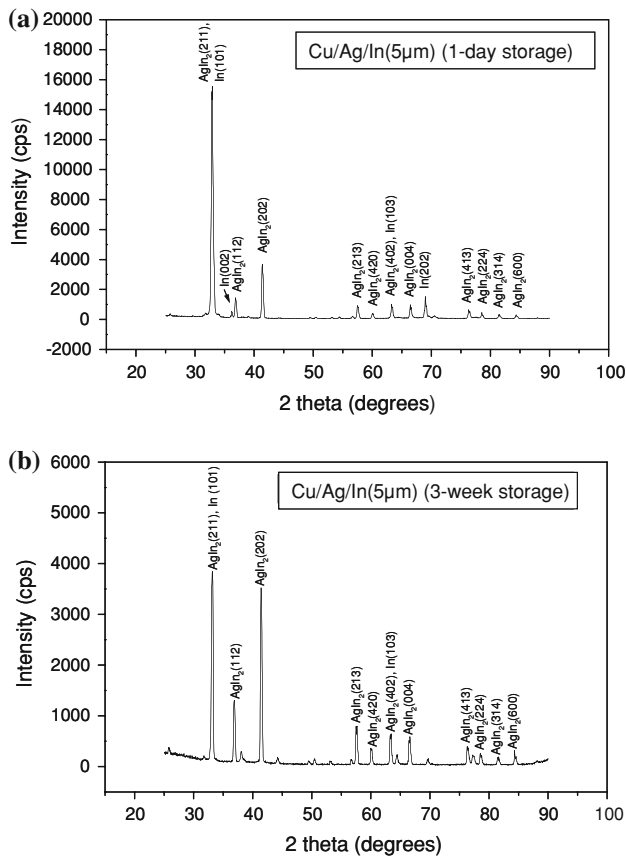 (a)
Cu/Ag/In(5µm) (1-day storage)
Intensity (cps)
20000
18000
16000
14000
12000
10000
8000
6000
4000
2000
0
-2000
AgIn₂(211),
In(101)
In(002)
AgIn₂(112)
AgIn₂(202)
AgIn₂(213)
AgIn₂(420)
AgIn₂(402), In(103)
AgIn₂(004)
In(202)
AgIn₂(413)
AgIn₂(224)
AgIn₂(314)
AgIn₂(600)
20 30 40 50 60 70 80 90 100
2 theta (degrees)
(b)
Cu/Ag/In(5µm) (3-week storage)
Intensity (cps)
6000
5000
4000
3000
2000
1000
0
AgIn₂(211), In (101)
AgIn₂(112)
AgIn₂(202)
AgIn₂(213)
AgIn₂(420)
AgIn₂(402), In(103)
AgIn₂(004)
AgIn₂(413)
AgIn₂(224)
AgIn₂(314)
AgIn₂(600)
20 30 40 50 60 70 80 90 100
2 theta (degrees)